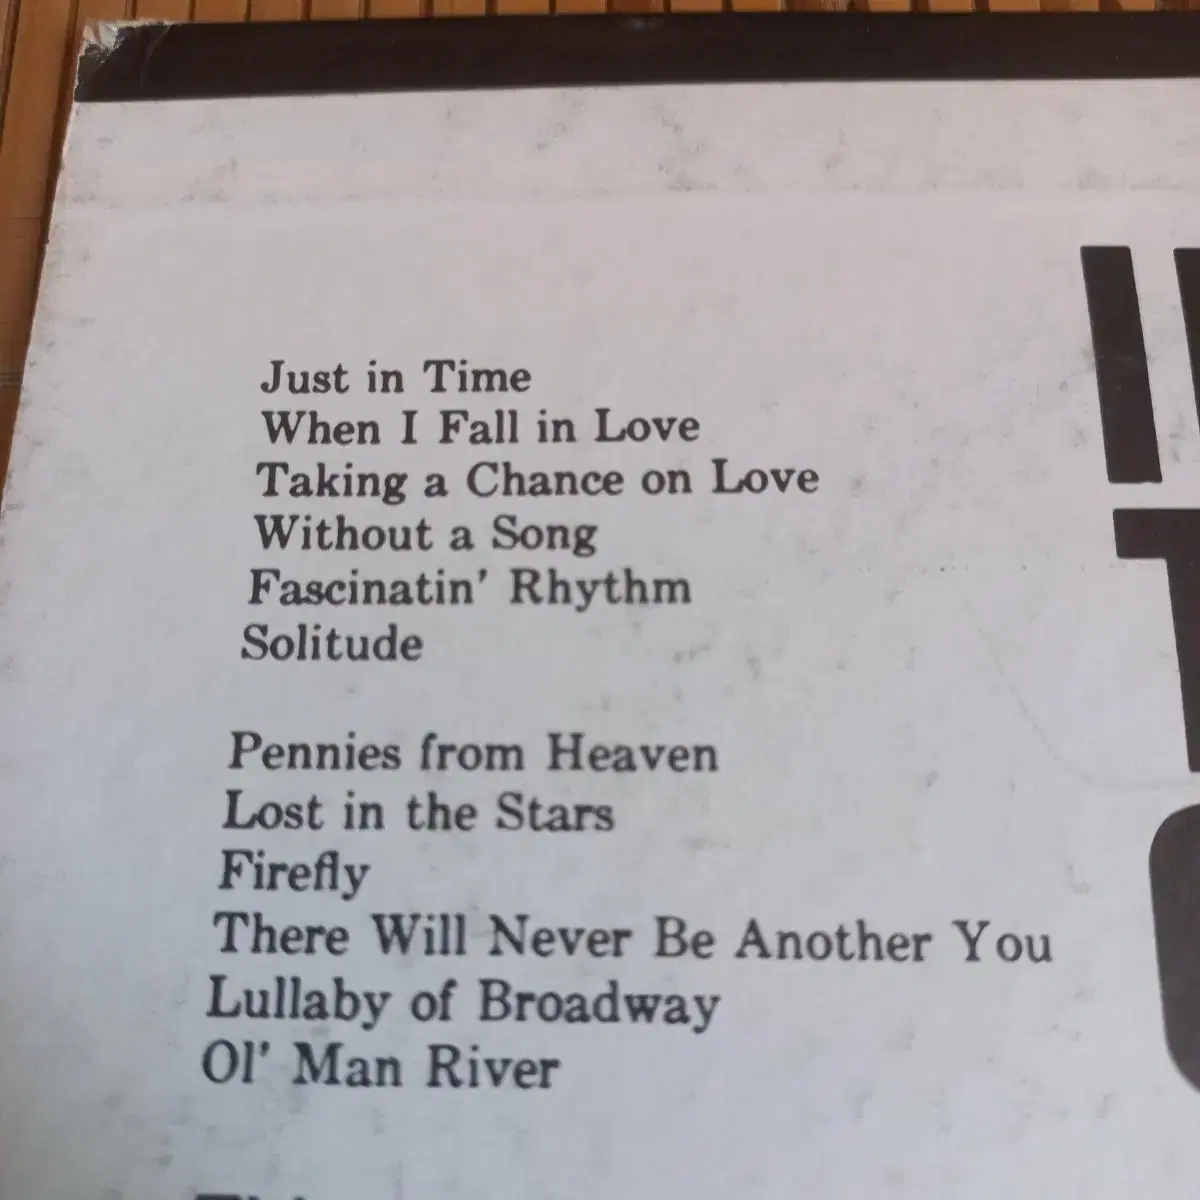 Just in Time
When I Fall in Love
Taking a Chance on Love
Without a Song
Fascinatin' Rhythm
Solitude
Pennies from Heaven
Lost in the Stars
Firefly
There Will Never Be Another You
Lullaby of Broadway
Ol' Man River